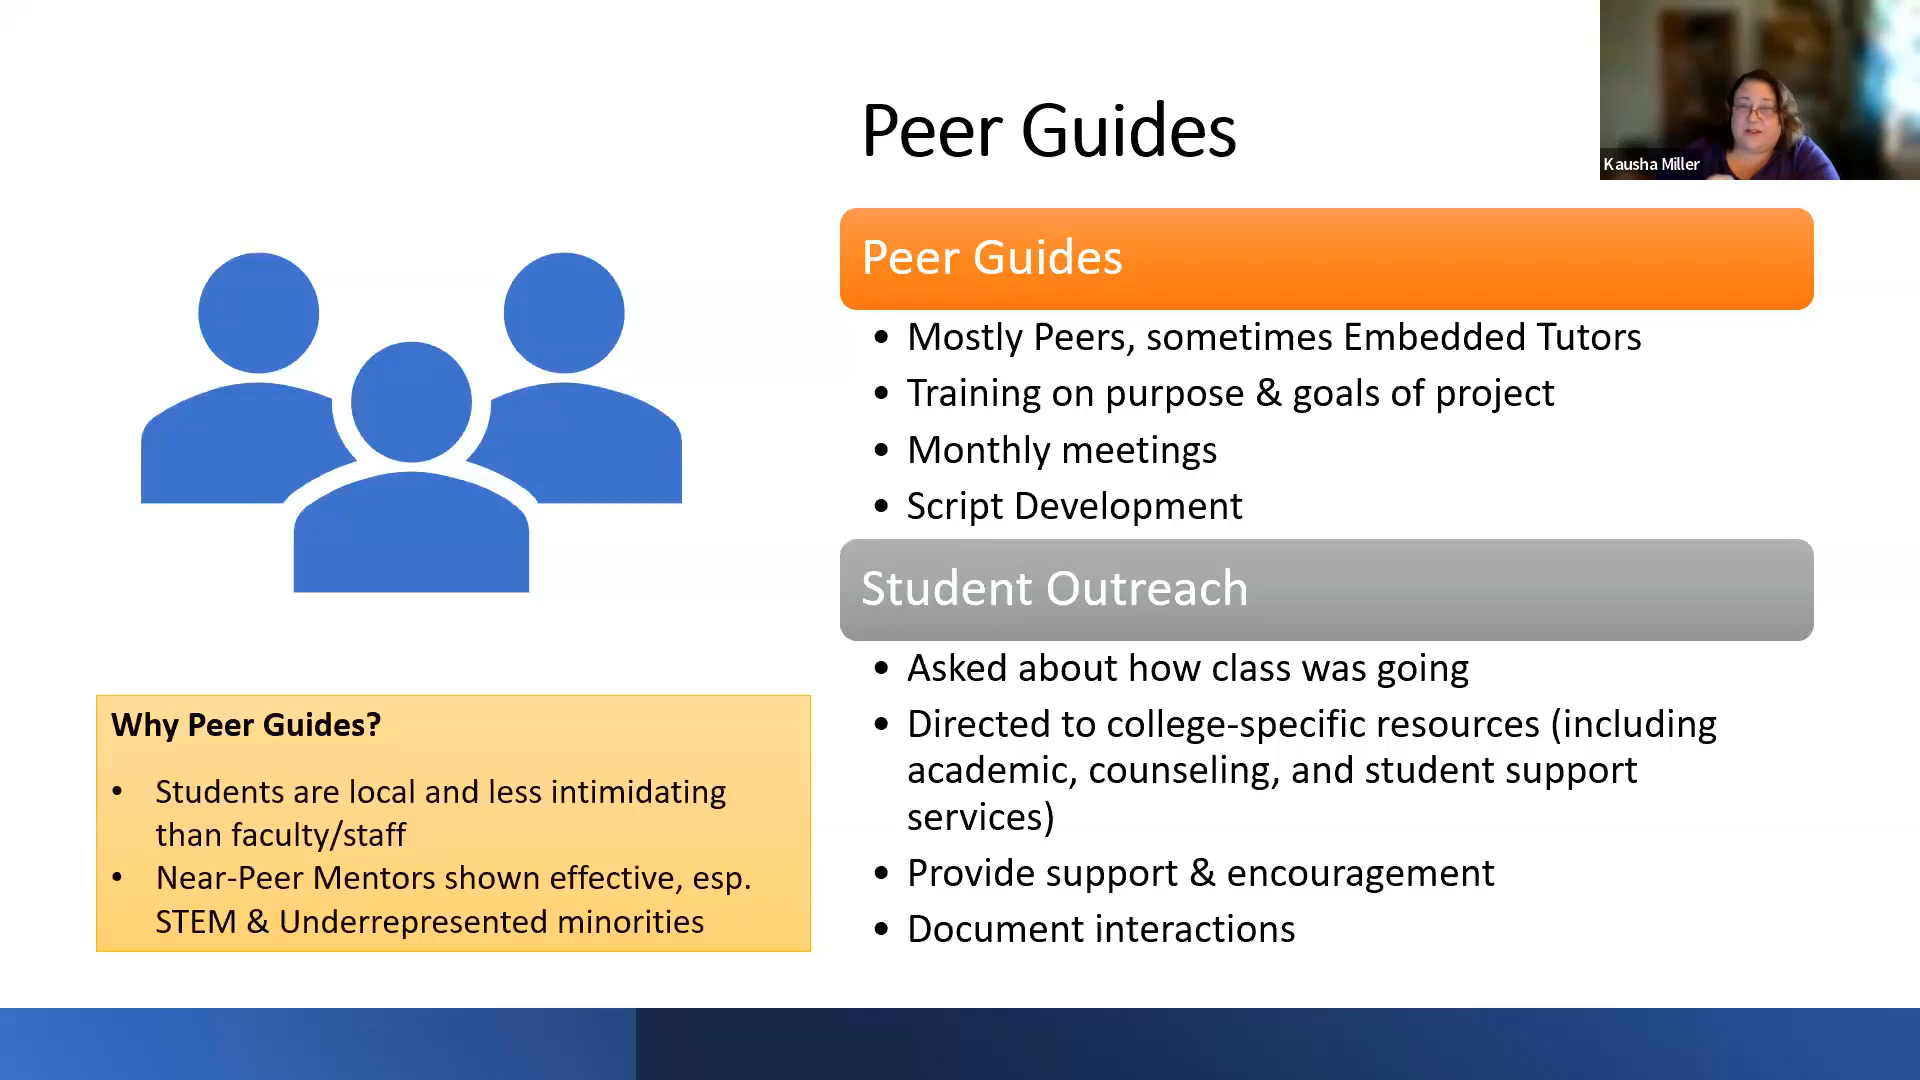 Peer Guides
Kausha Miller
Peer Guides
• Mostly Peers, sometimes Embedded Tutors
• Training on purpose & goals of project
• Monthly meetings
• Script Development
Student Outreach
• Asked about how class was going
• Directed to college-specific resources (including
academic, counseling, and student support
services)
• Provide support & encouragement
• Document interactions
Why Peer Guides?
• Students are local and less intimidating
than faculty/staff
• Near-Peer Mentors shown effective, esp.
STEM & Underrepresented minorities